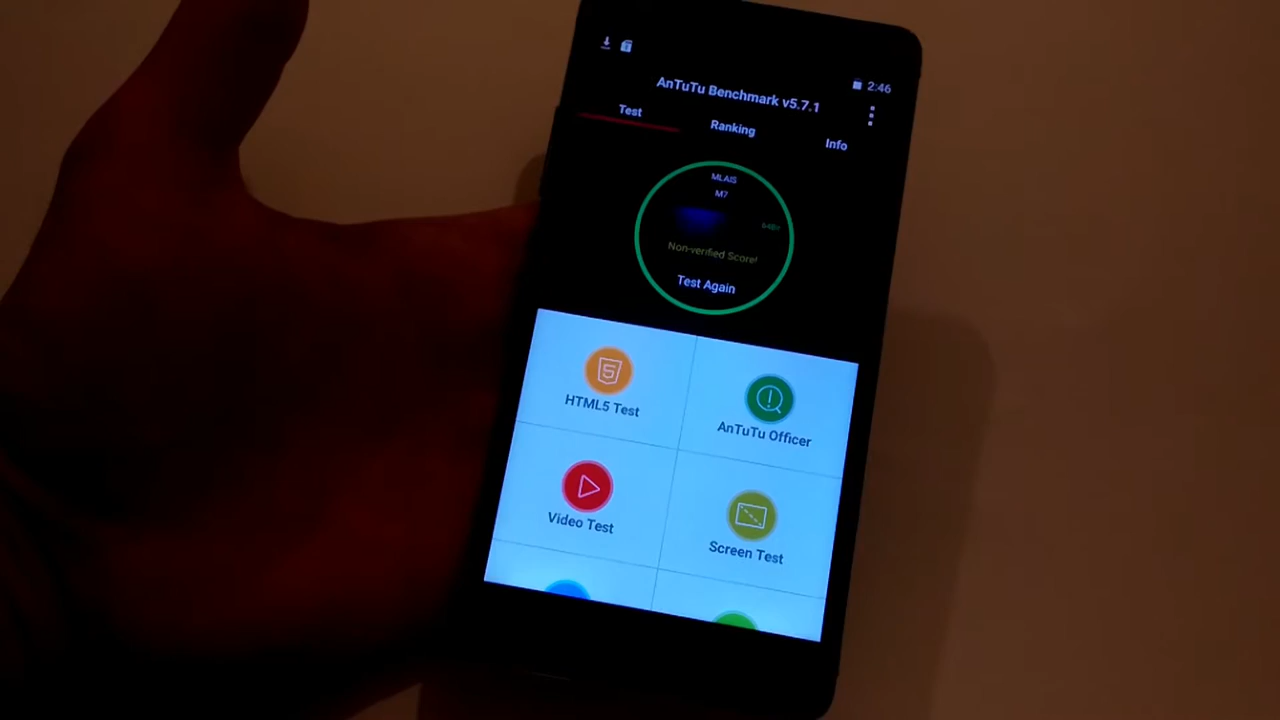 2:46
AnTuTu Benchmark v5.7.1
Test
Ranking
Info
MLAIS
M7
64Bit
Non-verified Score!
Test Again
HTML5 Test
AnTuTu Officer
Video Test
Screen Test